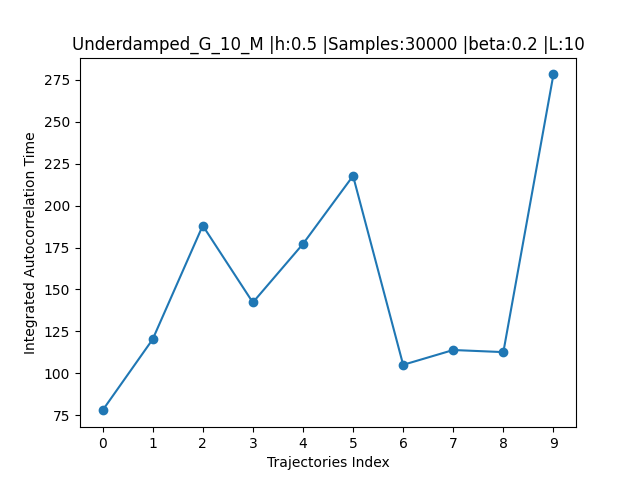 Underdamped_G_10_M |h:0.5 |Samples:30000 |beta:0.2 |L:10
Integrated Autocorrelation Time
275
250
225
200
175
150
125
100
75
0 1 2 3 4 5 6 7 8 9
Trajectories Index